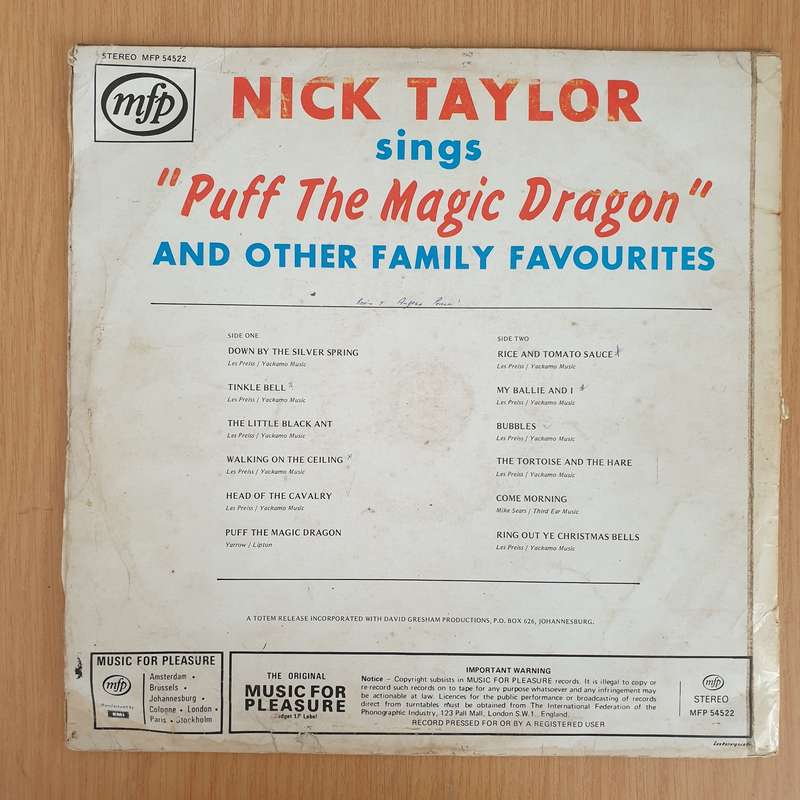 STEREO MFP 54522
mfp
NICK TAYLOR
sings
"Puff The Magic Dragon"
AND OTHER FAMILY FAVOURITES
SIDE ONE
DOWN BY THE SILVER SPRING
Les Preiss / Yackamo Music
TINKLE BELL
Les Preiss / Yackamo Music
THE LITTLE BLACK ANT
Les Preiss / Yackamo Music
WALKING ON THE CEILING
Les Preiss / Yackamo Music
HEAD OF THE CAVALRY
Les Preiss / Yackamo Music
PUFF THE MAGIC DRAGON
Yarrow / Lipton
SIDE TWO
RICE AND TOMATO SAUCE
Les Preiss / Yackamo Music
MY BALLIE AND I
Les Preiss / Yackamo Music
BUBBLES
Les Preiss / Yackamo Music
THE TORTOISE AND THE HARE
Les Preiss / Yackamo Music
COME MORNING
Mike Sears / Third Ear Music
RING OUT YE CHRISTMAS BELLS
Les Preiss / Yackamo Music
A TOTEM RELEASE INCORPORATED WITH DAVID GRESHAM PRODUCTIONS, P.O. BOX 626, JOHANNESBURG.
MUSIC FOR PLEASURE
mfp
Manufactured by
EMI
Amsterdam •
Brussels •
Johannesburg •
Cologne • London •
Paris • Stockholm
THE ORIGINAL
MUSIC FOR
PLEASURE
Budget LP Label
IMPORTANT WARNING
Notice – Copyright subsists in MUSIC FOR PLEASURE records. It is illegal to copy or
re-record such records on to tape for any purpose whatsoever and any infringement may
be actionable at law. Licences for the public performance or broadcasting of records
direct from turntables must be obtained from The International Federation of the
Phonographic Industry, 123 Pall Mall, London S.W.1., England.
RECORD PRESSED FOR OR BY A REGISTERED USER
mfp
STEREO
MFP 54522